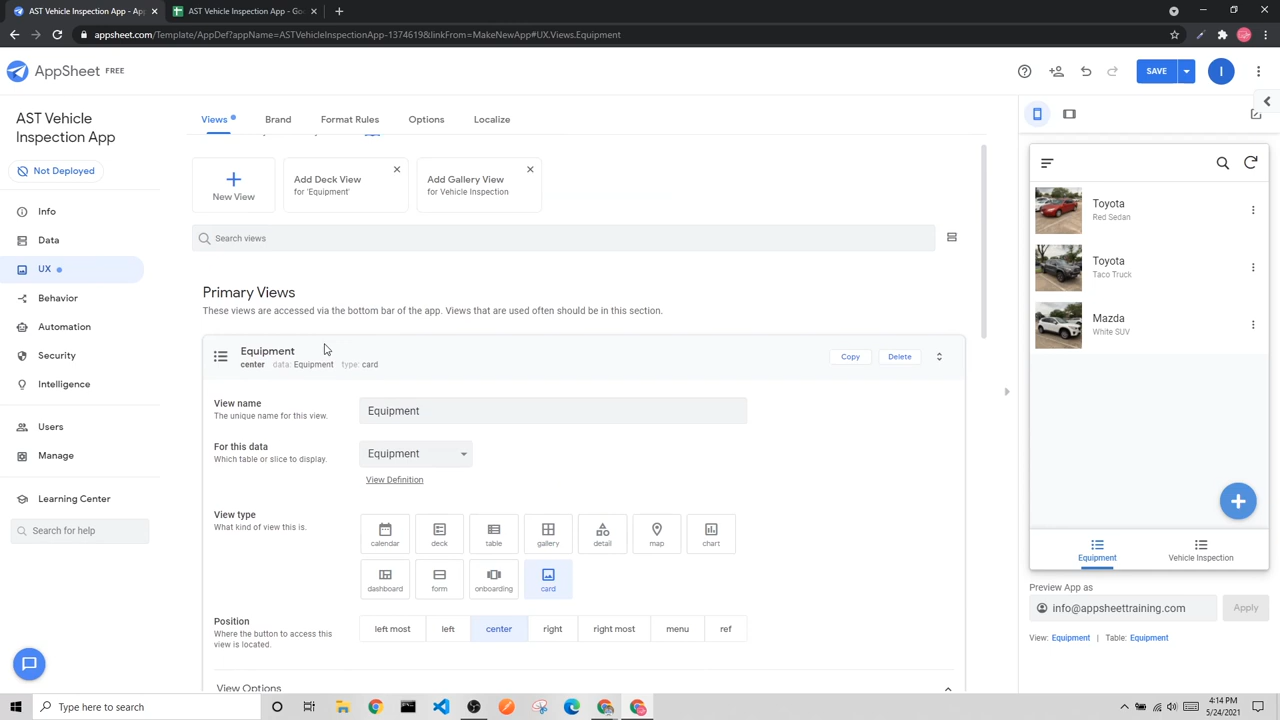 AST Vehicle Inspection App - App
AST Vehicle Inspection App - Goo
appsheet.com/Template/AppDef?appName=ASTVehicleInspectionApp-1374619&linkFrom=MakeNewApp#UX.Views.Equipment
AppSheet FREE
SAVE
I
AST Vehicle
Inspection App
Not Deployed
Info
Data
UX
Behavior
Automation
Security
Intelligence
Users
Manage
Learning Center
Search for help
Views
Brand
Format Rules
Options
Localize
New View
Add Deck View
for 'Equipment'
Add Gallery View
for Vehicle Inspection
Search views
Primary Views
These views are accessed via the bottom bar of the app. Views that are used often should be in this section.
Equipment
center data: Equipment type: card
Copy
Delete
View name
The unique name for this view.
Equipment
For this data
Which table or slice to display.
Equipment
View Definition
View type
What kind of view this is.
calendar
deck
table
gallery
detail
map
chart
dashboard
form
onboarding
card
Position
Where the button to access this
view is located.
left most
left
center
right
right most
menu
ref
View Options
Toyota
Red Sedan
Toyota
Taco Truck
Mazda
White SUV
Equipment
Vehicle Inspection
Preview App as
info@appsheettraining.com
Apply
View: Equipment | Table: Equipment
Type here to search
4:14 PM
5/24/2021